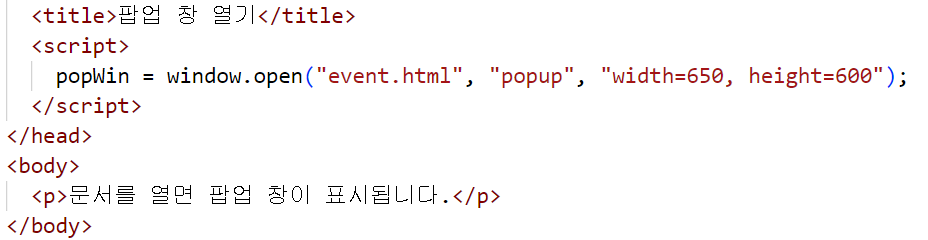 <title>팝업 창 열기</title>
<script>
popWin = window.open("event.html", "popup", "width=650, height=600");
</script>
</head>
<body>
<p>문서를 열면 팝업 창이 표시됩니다.</p>
</body>